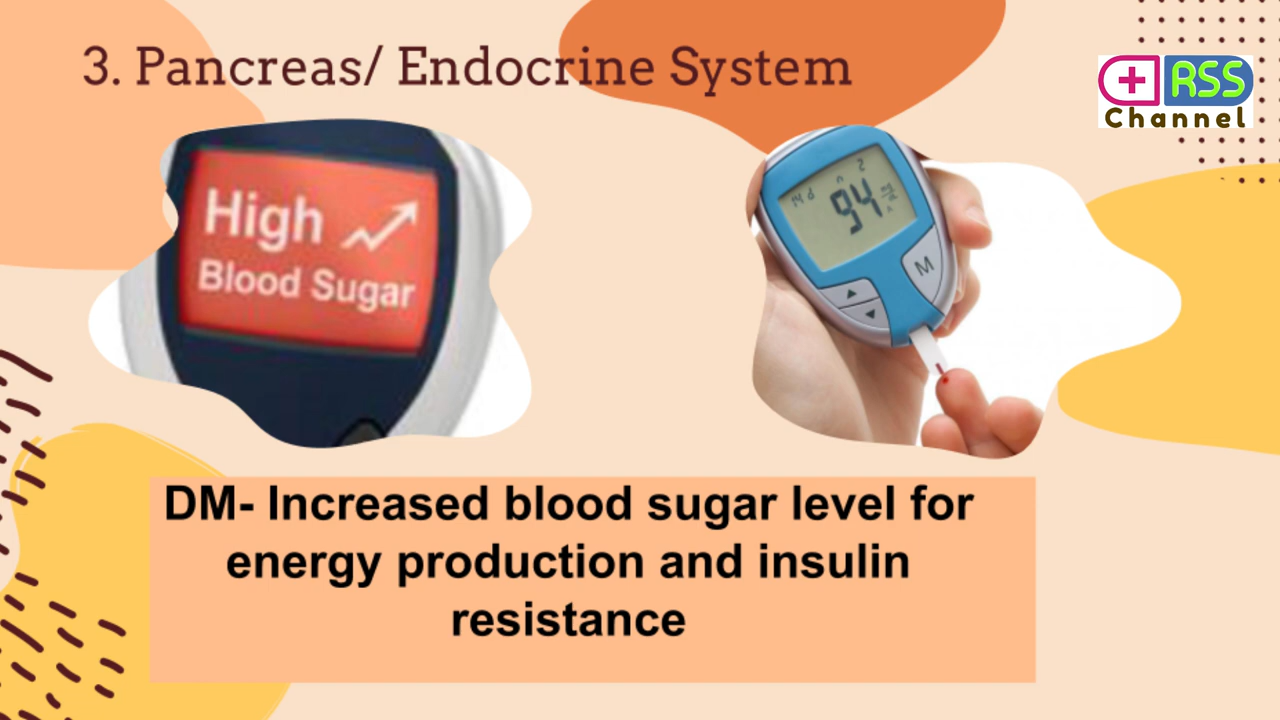 3. Pancreas/ Endocrine System
RSS
Channel
High
Blood Sugar
94
M
DM- Increased blood sugar level for
energy production and insulin
resistance